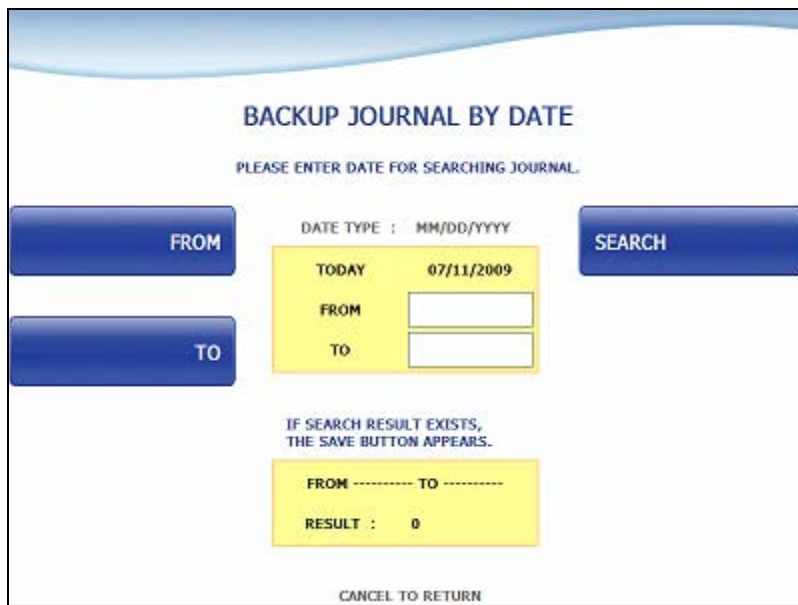 BACKUP JOURNAL BY DATE
PLEASE ENTER DATE FOR SEARCHING JOURNAL.
FROM
DATE TYPE : MM/DD/YYYY
SEARCH
TODAY 07/11/2009
FROM
TO
TO
IF SEARCH RESULT EXISTS,
THE SAVE BUTTON APPEARS.
FROM ---------- TO ----------
RESULT : 0
CANCEL TO RETURN